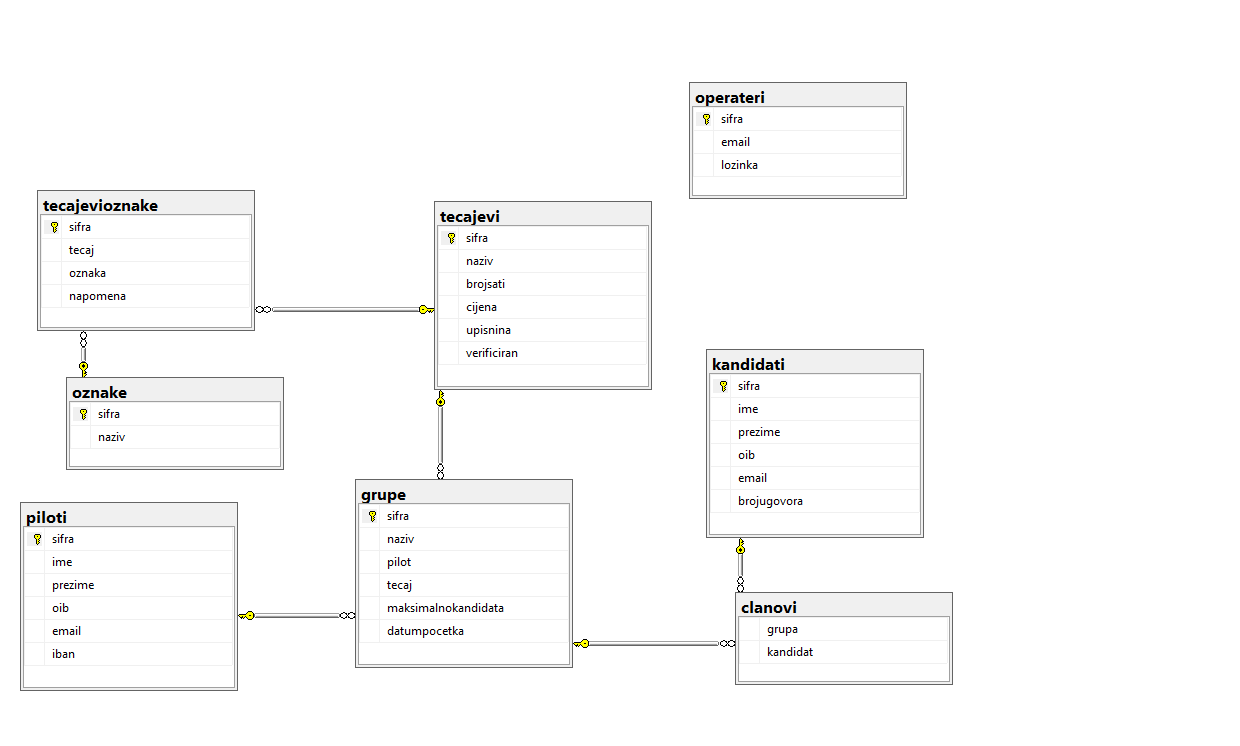 operateri
sifra
email
lozinka
tecajevioznake
sifra
tecaj
oznaka
napomena
tecajevi
sifra
naziv
brojsati
cijena
upisnina
verificiran
kandidati
sifra
ime
prezime
oib
email
brojugovora
oznake
sifra
naziv
grupe
sifra
naziv
pilot
tecaj
maksimalnokandidata
datumpocetka
piloti
sifra
ime
prezime
oib
email
iban
clanovi
grupa
kandidat